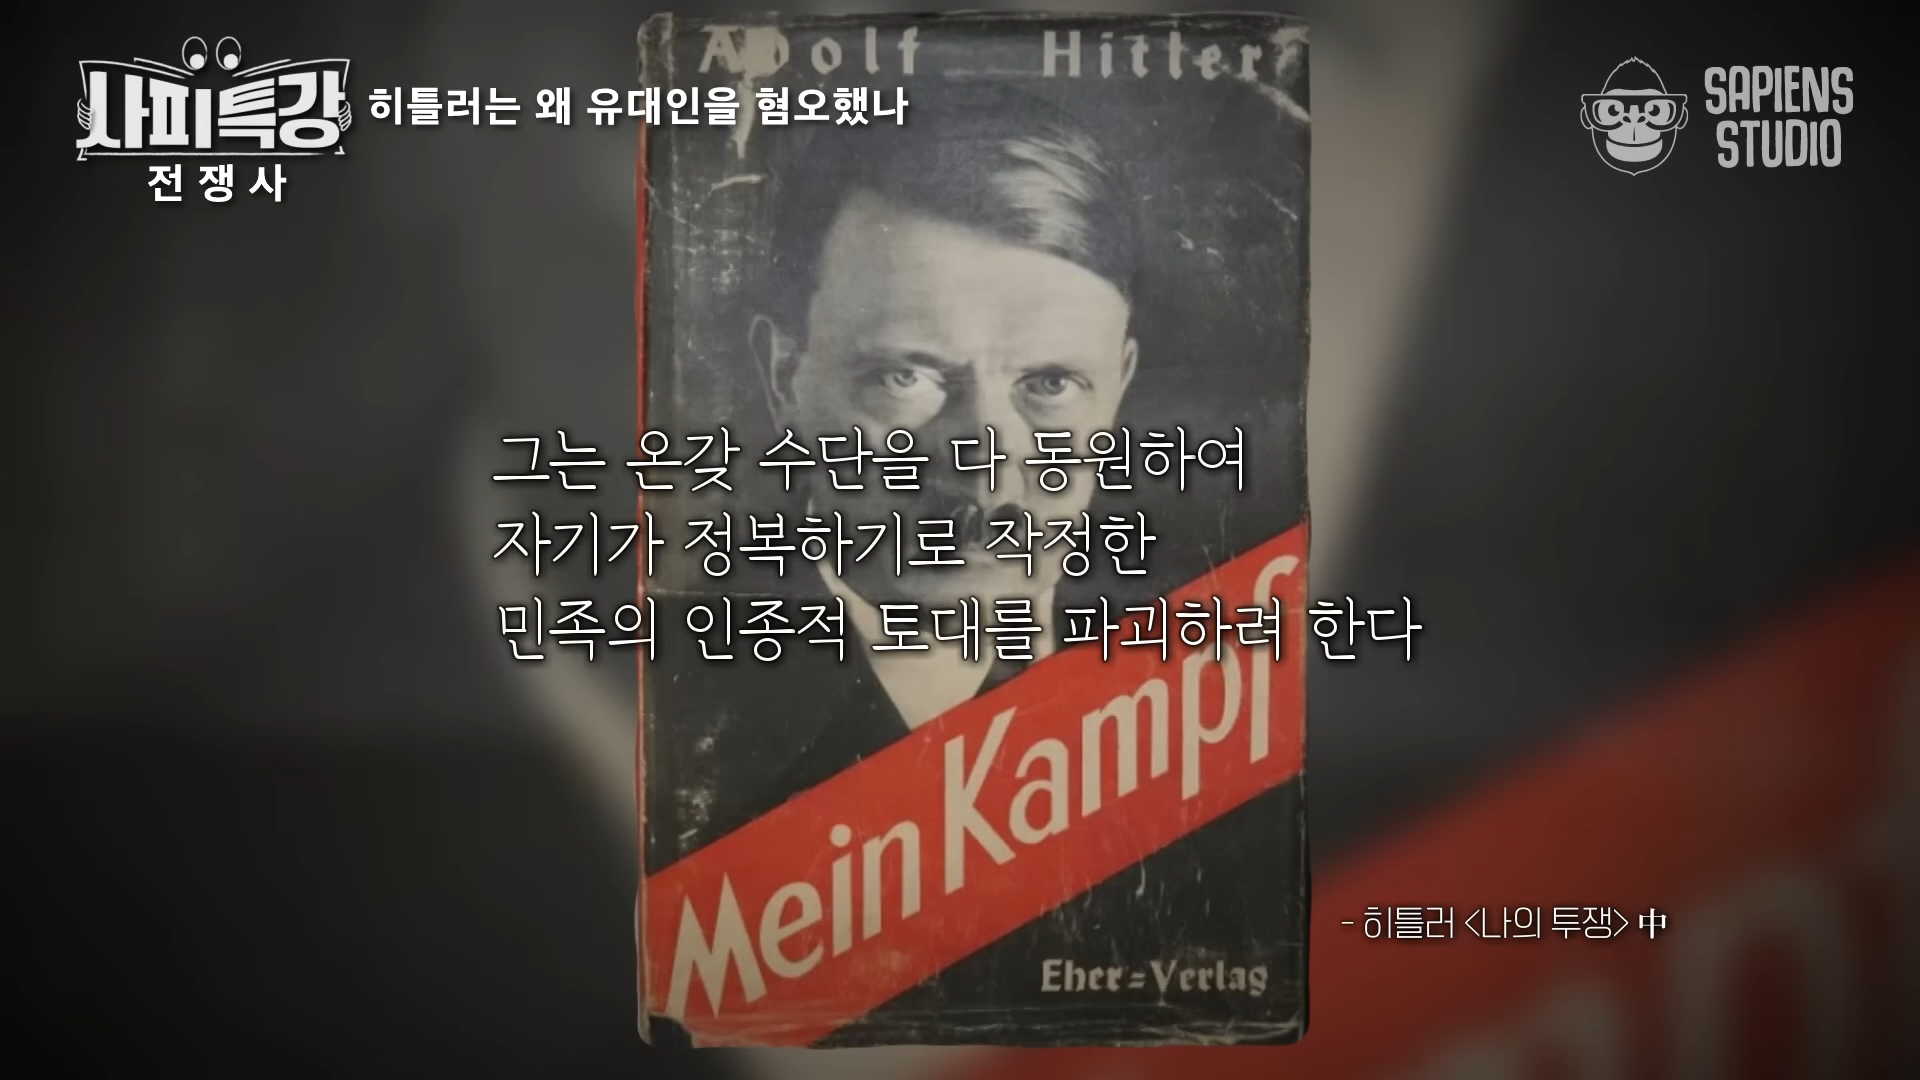 사피특강
전쟁사
히틀러는 왜 유대인을 혐오했나
SAPIENS
STUDIO
Adolf Hitler
그는 온갖 수단을 다 동원하여
자기가 정복하기로 작정한
민족의 인종적 토대를 파괴하려 한다
Mein Kampf
- 히틀러 <나의 투쟁> 中
Eher=Verlag